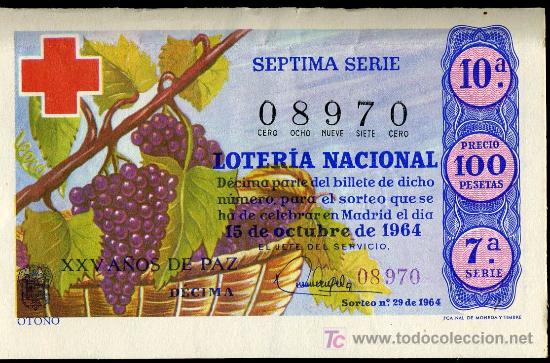 SEPTIMA SERIE
10ª
08970
CERO OCHO NUEVE SIETE CERO
PRECIO
100
PESETAS
LOTERÍA NACIONAL
Décima parte del billete de dicho
número, para el sorteo que se
ha de celebrar en Madrid el día
15 de octubre de 1964
EL JEFE DEL SERVICIO,
7ª
SERIE
XXV AÑOS DE PAZ
DECIMA
08970
Sorteo nº. 29 de 1964
OTOÑO
FCA. NAL. DE MONEDA Y TIMBRE
www.todocoleccion.net